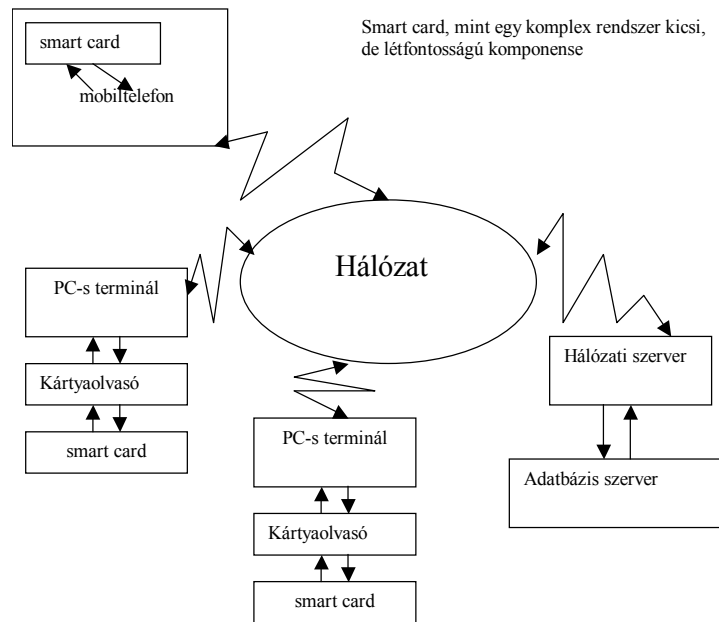 smart card
mobiltelefon
Smart card, mint egy komplex rendszer kicsi,
de létfontosságú komponense
Hálózat
PC-s terminál
Kártyaolvasó
smart card
PC-s terminál
Kártyaolvasó
smart card
Hálózati szerver
Adatbázis szerver